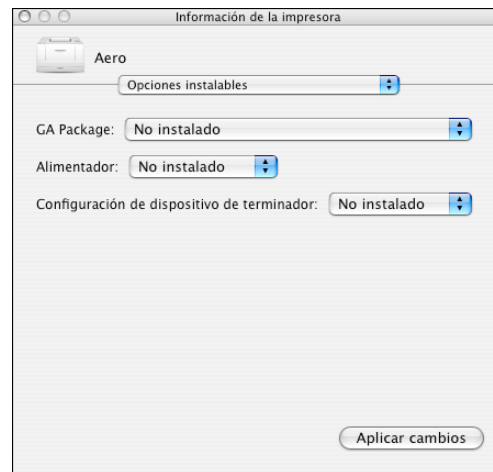 Información de la impresora
Aero
Opciones instalables
GA Package: No instalado
Alimentador: No instalado
Configuración de dispositivo de terminador: No instalado
Aplicar cambios